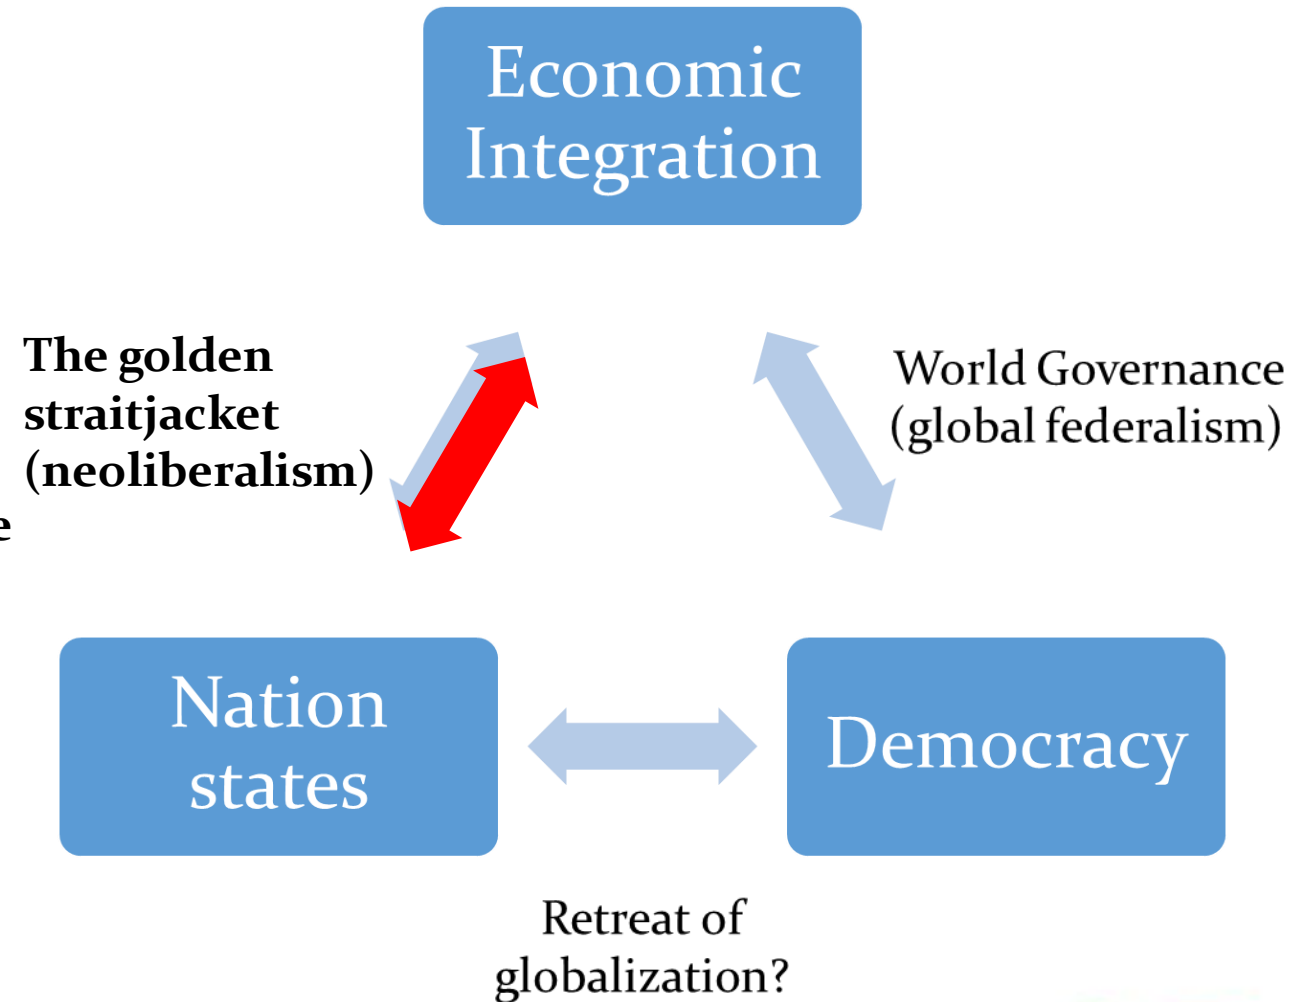 Economic
Integration
The golden
straitjacket
(neoliberalism)
e
World Governance
(global federalism)
Nation
states
Democracy
Retreat of
globalization?